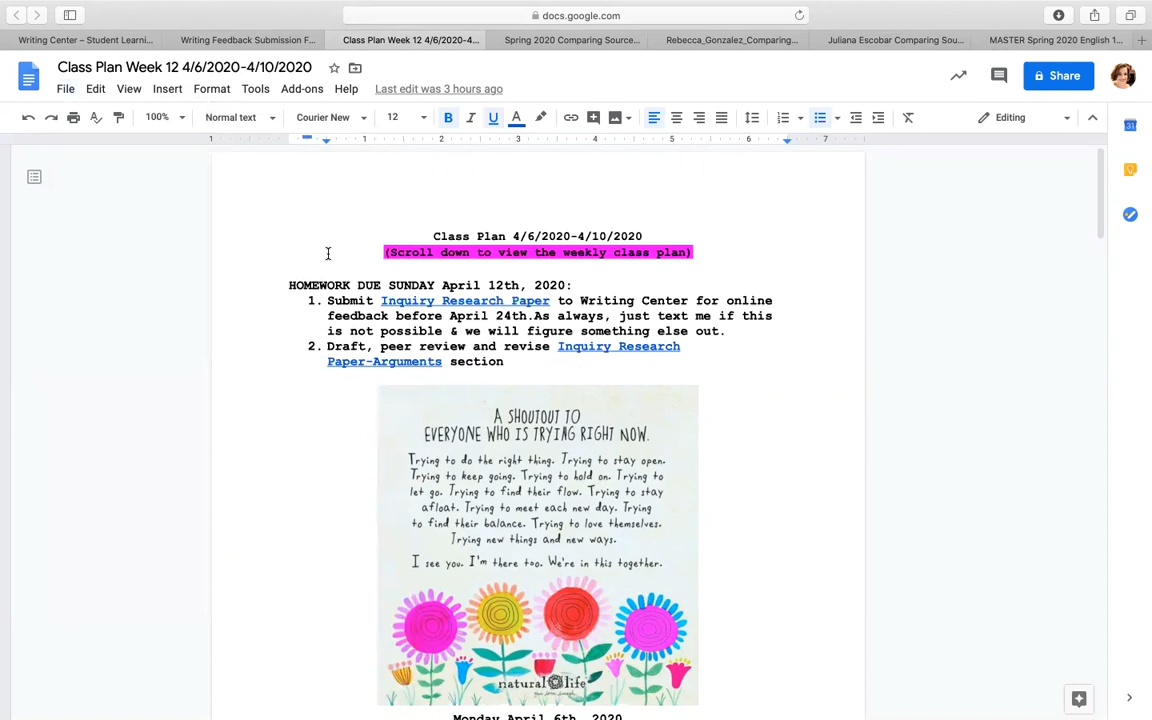 docs.google.com
Writing Center – Student Learni...
Writing Feedback Submission F...
Class Plan Week 12 4/6/2020-4...
Spring 2020 Comparing Source...
Rebecca_Gonzalez_Comparing...
Juliana Escobar Comparing Sou...
MASTER Spring 2020 English 1...
Class Plan Week 12 4/6/2020-4/10/2020
File Edit View Insert Format Tools Add-ons Help Last edit was 3 hours ago
Share
100% Normal text Courier New 12 B I U A Editing
1 1 2 3 4 5 6 7
31
Class Plan 4/6/2020-4/10/2020
(Scroll down to view the weekly class plan)
HOMEWORK DUE SUNDAY April 12th, 2020:
1. Submit Inquiry Research Paper to Writing Center for online
feedback before April 24th.As always, just text me if this
is not possible & we will figure something else out.
2. Draft, peer review and revise Inquiry Research
Paper-Arguments section
A SHOUTOUT TO
EVERYONE WHO IS TRYING RIGHT NOW.
Trying to do the right thing. Trying to stay open.
Trying to keep going. Trying to hold on. Trying to
let go. Trying to find their flow. Trying to stay
afloat. Trying to meet each new day. Trying
to find their balance. Trying to love themselves.
Trying new things and new ways.
I see you. I'm there too. We're in this together.
natural life
Monday April 6th, 2020